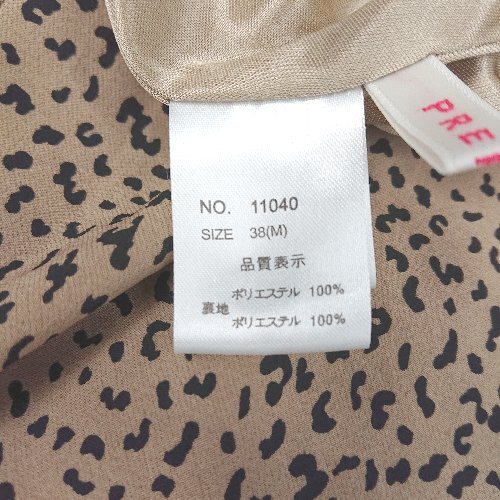 PRE
NO. 11040
SIZE 38(M)
品質表示
ポリエステル 100%
裏地
ポリエステル 100%